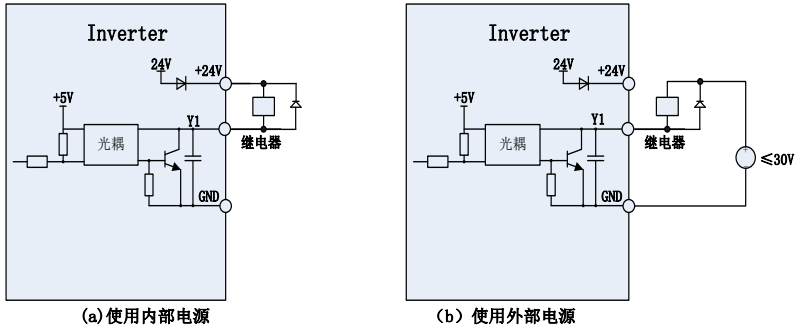 Inverter
24V
+24V
+5V
Y1
光耦
继电器
GND
(a)使用内部电源
Inverter
24V
+24V
+5V
Y1
光耦
继电器
≤30V
GND
（b）使用外部电源